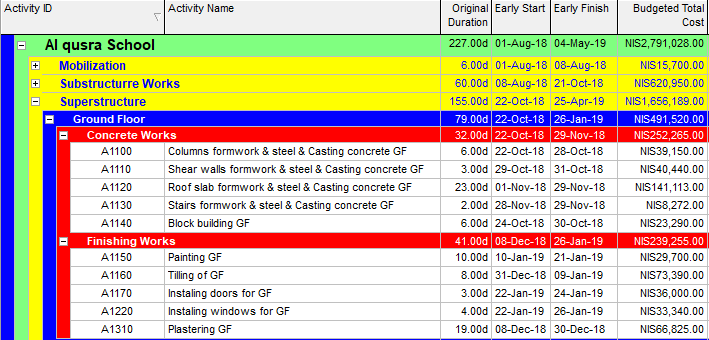 Activity ID Activity Name Original Duration Early Start Early Finish Budgeted Total Cost
Al qusra School 227.00d 01-Aug-18 04-May-19 NIS2,791,028.00
Mobilization 6.00d 01-Aug-18 08-Aug-18 NIS15,700.00
Substructurre Works 60.00d 08-Aug-18 21-Oct-18 NIS620,950.00
Superstructure 155.00d 22-Oct-18 25-Apr-19 NIS1,656,189.00
Ground Floor 79.00d 22-Oct-18 26-Jan-19 NIS491,520.00
Concrete Works 32.00d 22-Oct-18 29-Nov-18 NIS252,265.00
A1100 Columns formwork & steel & Casting concrete GF 6.00d 22-Oct-18 28-Oct-18 NIS39,150.00
A1110 Shear walls formwork & steel & Casting concrete GF 3.00d 29-Oct-18 31-Oct-18 NIS40,440.00
A1120 Roof slab formwork & steel & Casting concrete GF 23.00d 01-Nov-18 29-Nov-18 NIS141,113.00
A1130 Stairs formwork & steel & Casting concrete GF 2.00d 28-Nov-18 29-Nov-18 NIS8,272.00
A1140 Block building GF 6.00d 24-Oct-18 30-Oct-18 NIS23,290.00
Finishing Works 41.00d 08-Dec-18 26-Jan-19 NIS239,255.00
A1150 Painting GF 10.00d 10-Jan-19 21-Jan-19 NIS29,700.00
A1160 Tilling of GF 8.00d 31-Dec-18 09-Jan-19 NIS73,390.00
A1170 Instaling doors for GF 3.00d 22-Jan-19 24-Jan-19 NIS36,000.00
A1220 Instaling windows for GF 4.00d 22-Jan-19 26-Jan-19 NIS33,340.00
A1310 Plastering GF 19.00d 08-Dec-18 30-Dec-18 NIS66,825.00